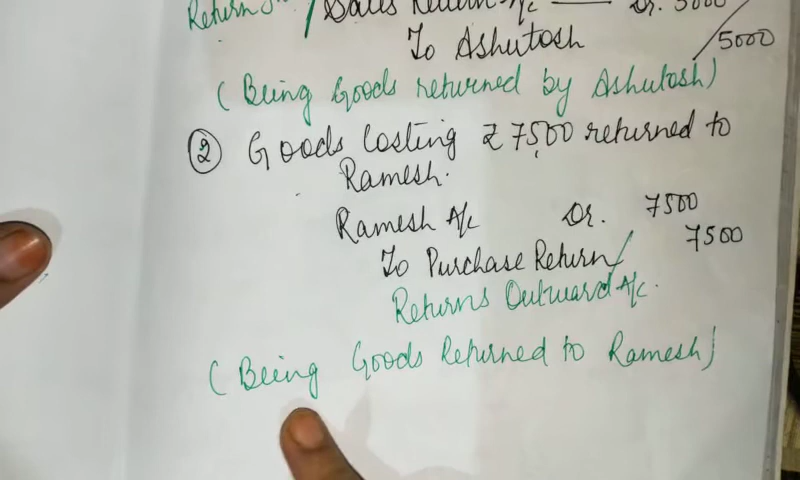 Return / Sales Return A/c Dr. 5000
To Ashutosh 5000
(Being Goods returned by Ashutosh)
② Goods Costing ₹7500 returned to
Ramesh.
Ramesh A/c Dr. 7500
To Purchase Return/ 7500
Returns Outward A/c.
(Being Goods Returned to Ramesh)